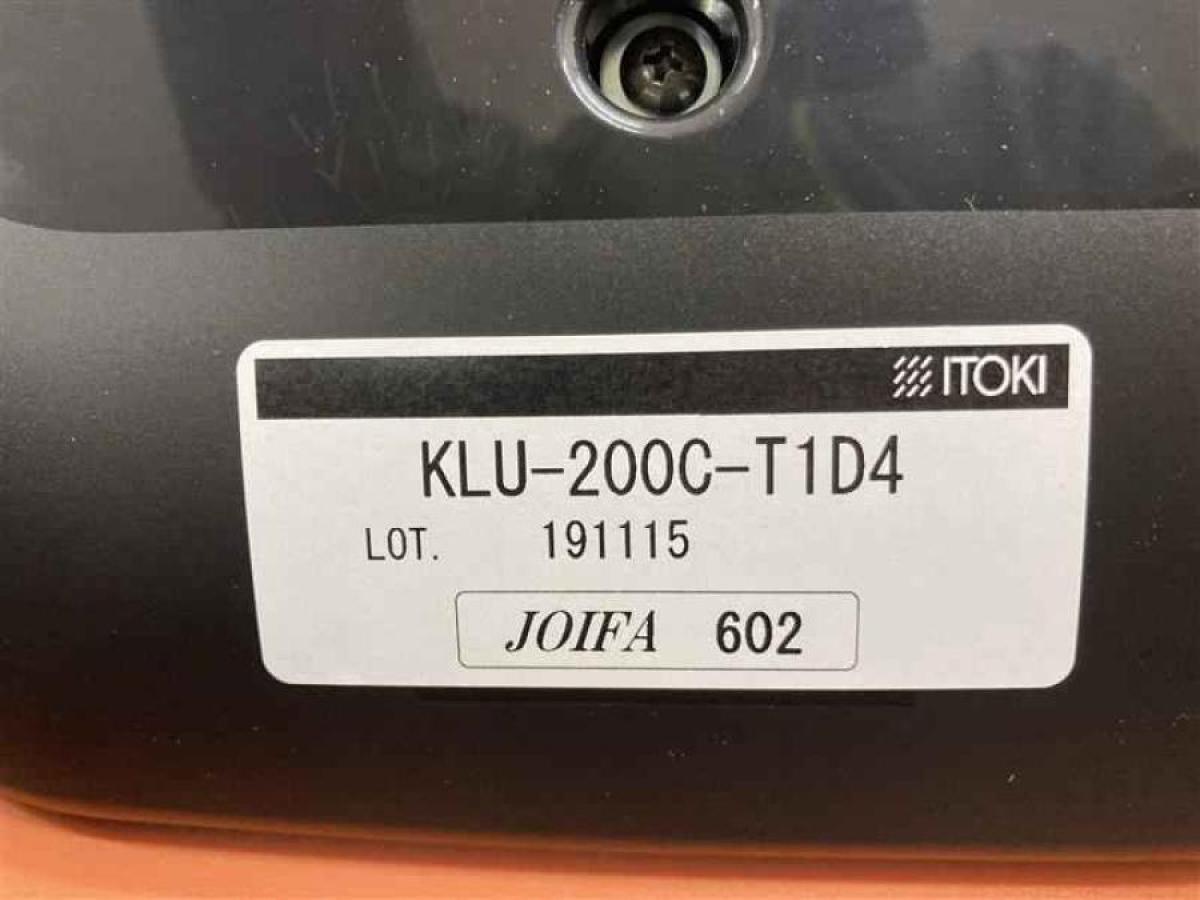 ITOKI
KLU-200C-T1D4
LOT. 191115
JOIFA 602